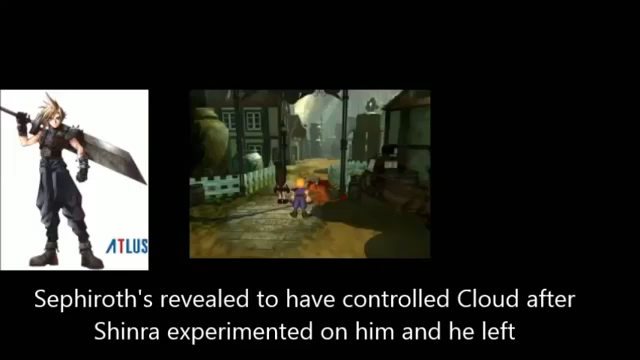 ATLUS
Sephiroth's revealed to have controlled Cloud after
Shinra experimented on him and he left